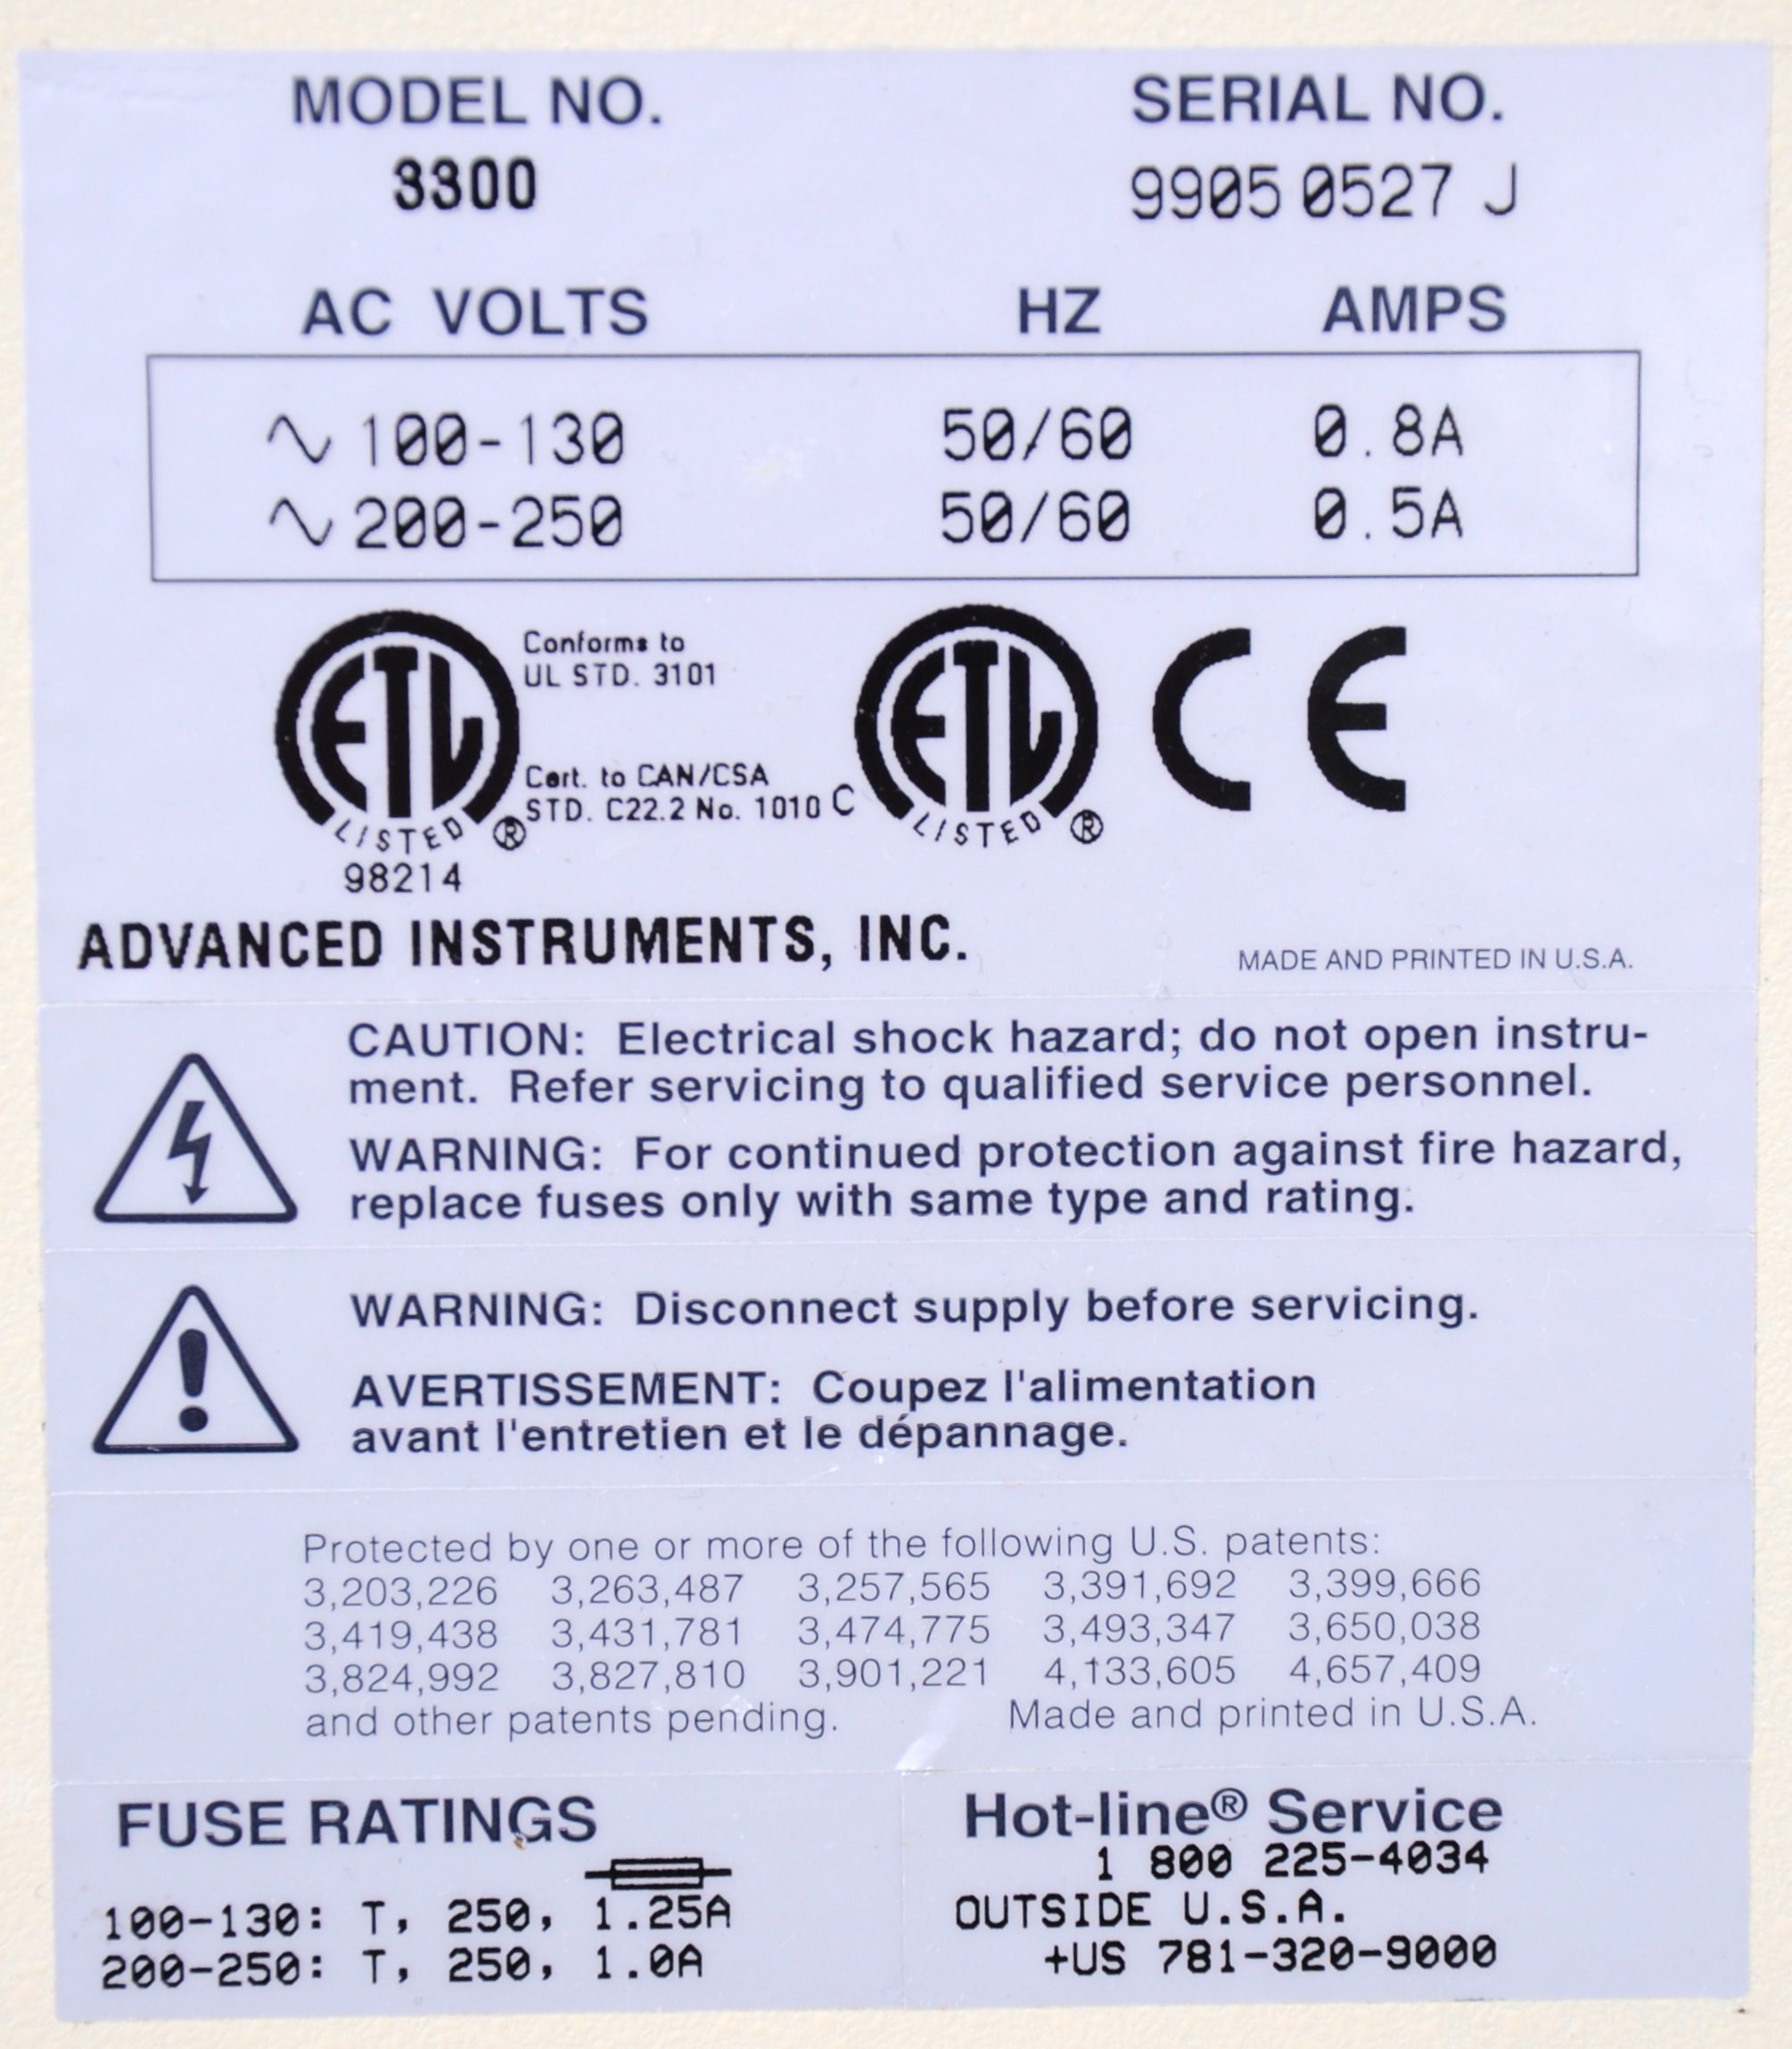 MODEL NO. SERIAL NO.
3300 9905 0527 J
AC VOLTS HZ AMPS
∿ 100-130 50/60 0.8A
∿ 200-250 50/60 0.5A
ETL LISTED ® 98214
Conforms to
UL STD. 3101
Cert. to CAN/CSA
STD. C22.2 No. 1010
C ETL LISTED ®
CE
ADVANCED INSTRUMENTS, INC.
MADE AND PRINTED IN U.S.A.
CAUTION: Electrical shock hazard; do not open instru-
ment. Refer servicing to qualified service personnel.
WARNING: For continued protection against fire hazard,
replace fuses only with same type and rating.
WARNING: Disconnect supply before servicing.
AVERTISSEMENT: Coupez l'alimentation
avant l'entretien et le dépannage.
Protected by one or more of the following U.S. patents:
3,203,226 3,263,487 3,257,565 3,391,692 3,399,666
3,419,438 3,431,781 3,474,775 3,493,347 3,650,038
3,824,992 3,827,810 3,901,221 4,133,605 4,657,409
and other patents pending. Made and printed in U.S.A.
FUSE RATINGS
100-130: T, 250, 1.25A
200-250: T, 250, 1.0A
Hot-line® Service
1 800 225-4034
OUTSIDE U.S.A.
+US 781-320-9000